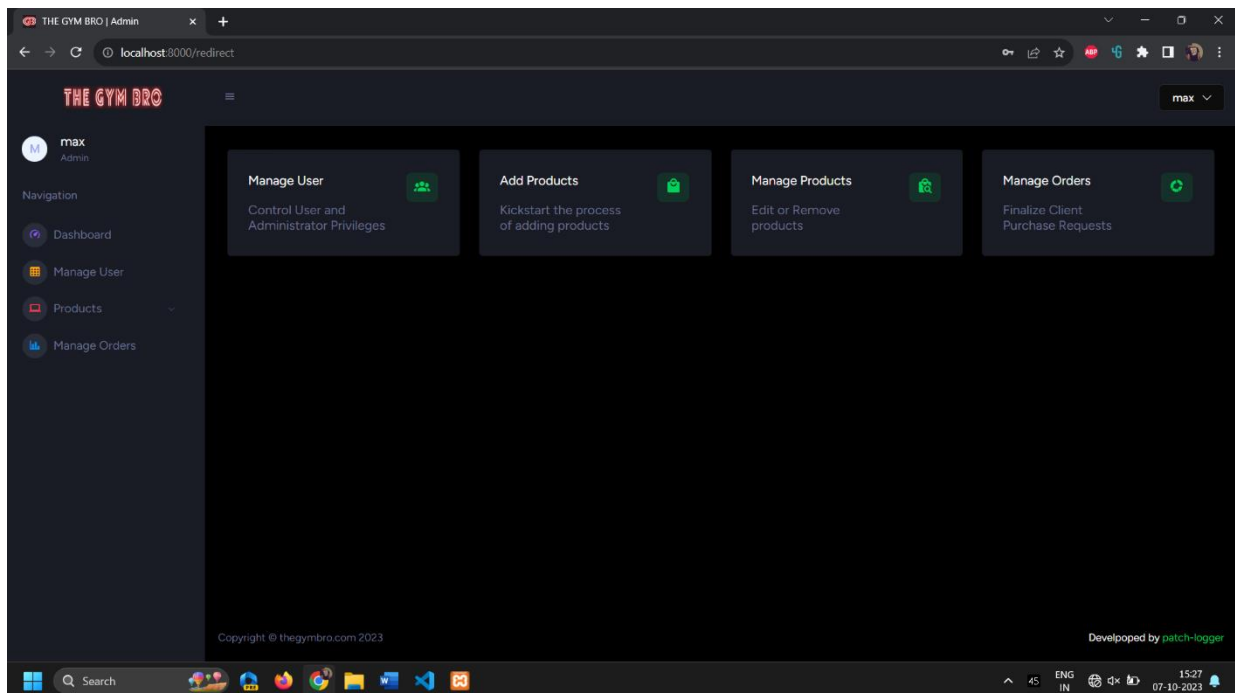 THE GYM BRO | Admin
localhost:8000/redirect
ABP
THE GYM BRO
max
M
max
Admin
Navigation
Dashboard
Manage User
Products
Manage Orders
Manage User
Control User and
Administrator Privileges
Add Products
Kickstart the process
of adding products
Manage Products
Edit or Remove
products
Manage Orders
Finalize Client
Purchase Requests
Copyright © thegymbro.com 2023
Develpoped by patch-logger
Search
PRE
W
45
ENG
IN
15:27
07-10-2023